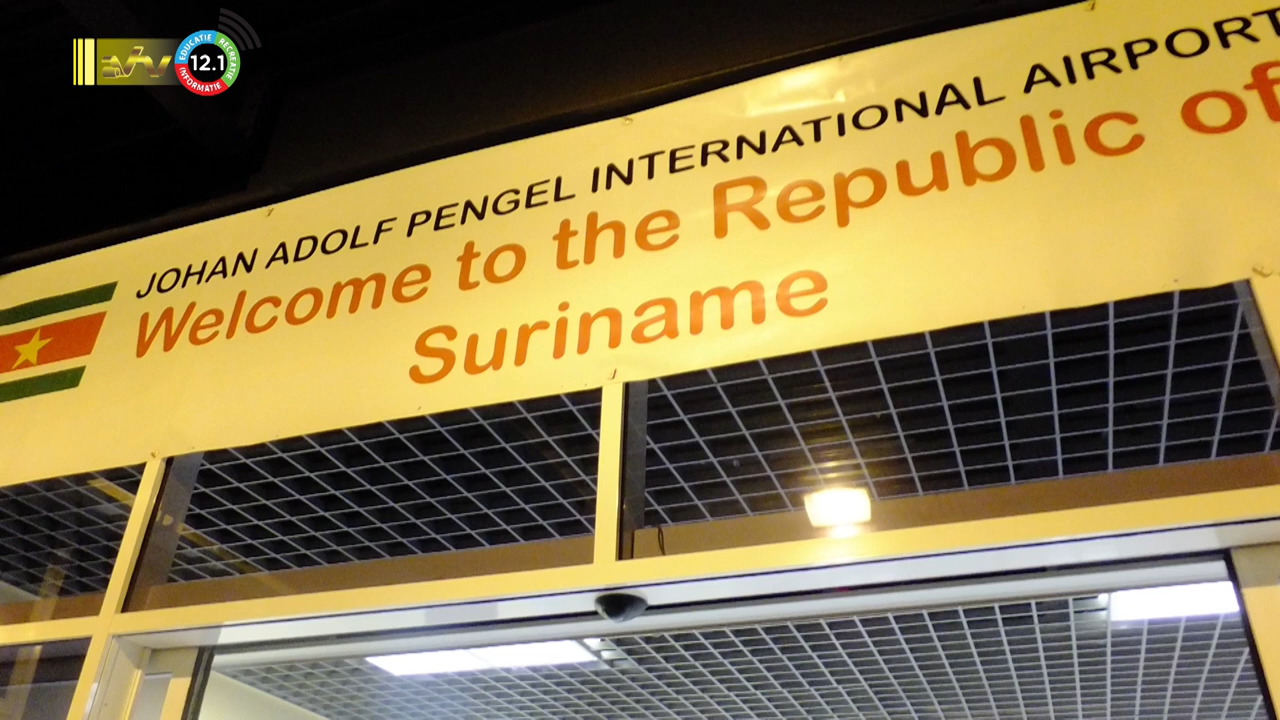 EDUCATIE
RECREATIE
INFORMATIE
12.1
JOHAN ADOLF PENGEL INTERNATIONAL AIRPORT
Welcome to the Republic of
Suriname